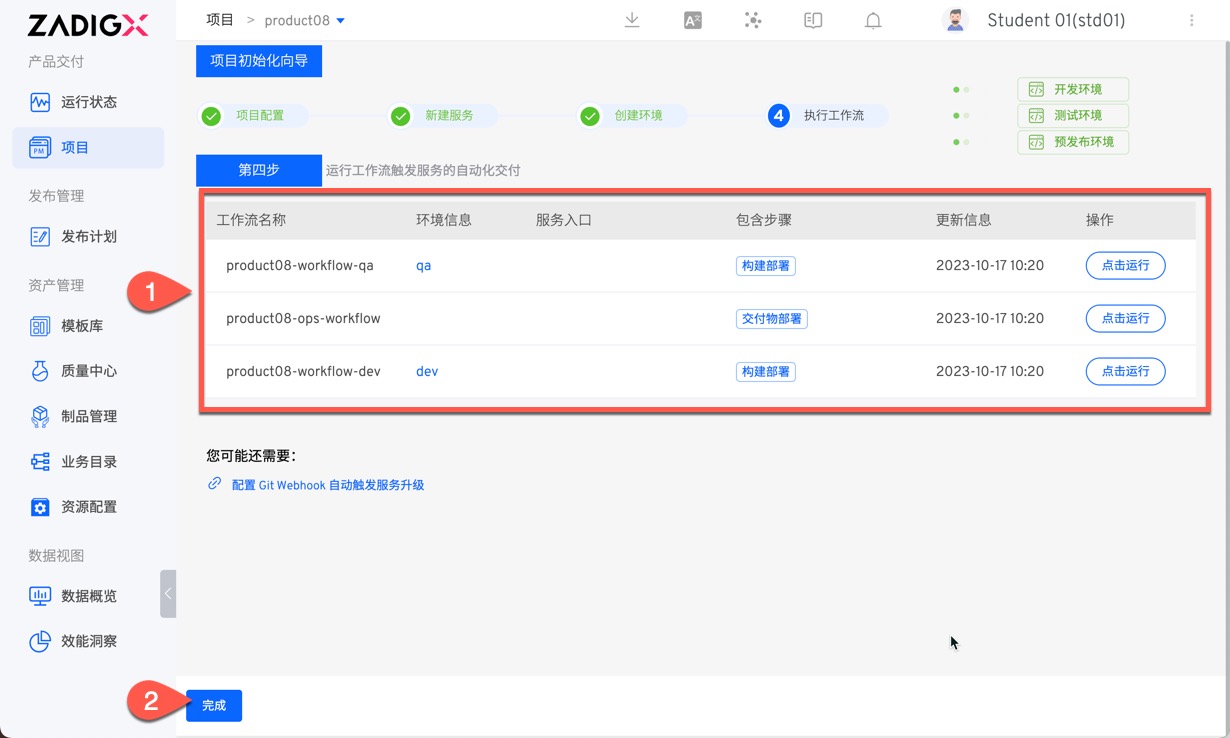 ZADIGX
项目 > product08
A
Student 01(std01)
产品交付
运行状态
PM 项目
发布管理
发布计划
资产管理
模板库
质量中心
制品管理
业务目录
资源配置
数据视图
数据概览
效能洞察
项目初始化向导
项目配置
新建服务
创建环境
4 执行工作流
开发环境
测试环境
预发布环境
第四步 运行工作流触发服务的自动化交付
工作流名称 环境信息 服务入口 包含步骤 更新信息 操作
product08-workflow-qa qa 构建部署 2023-10-17 10:20 点击运行
product08-ops-workflow 交付物部署 2023-10-17 10:20 点击运行
product08-workflow-dev dev 构建部署 2023-10-17 10:20 点击运行
1
您可能还需要：
配置 Git Webhook 自动触发服务升级
2
完成